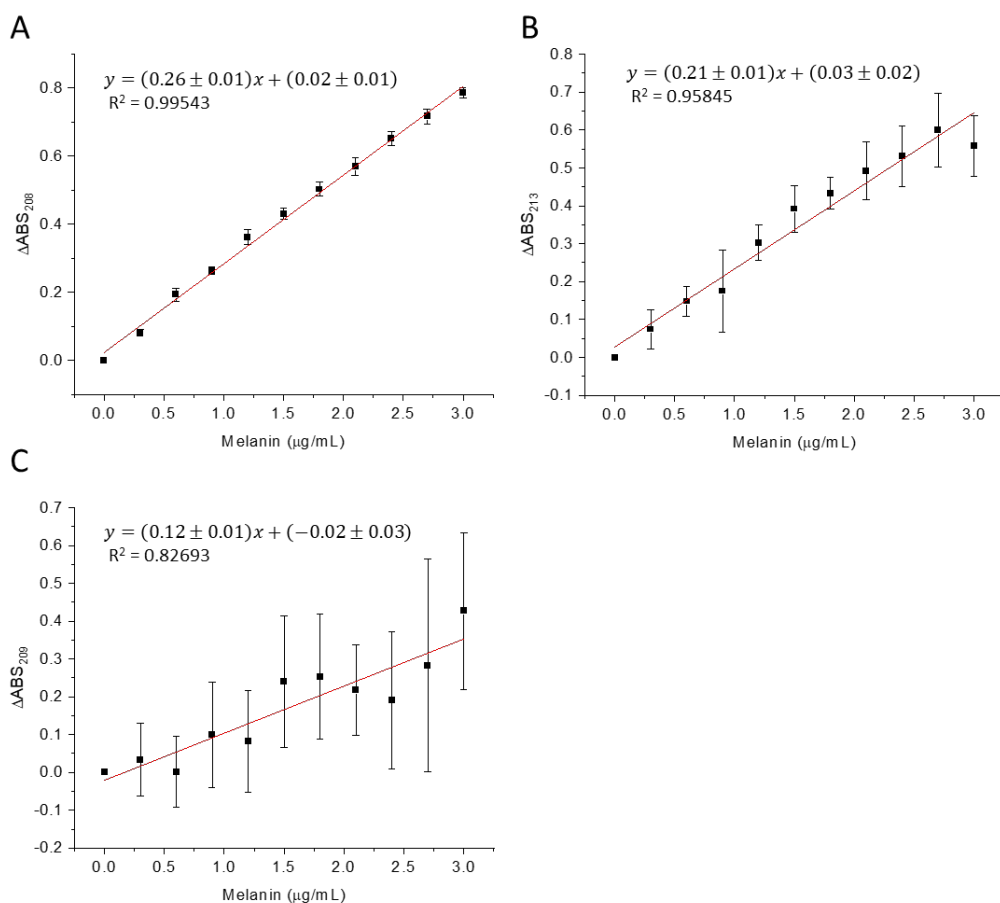 A
y = (0.26 ± 0.01)x + (0.02 ± 0.01)
R² = 0.99543
ΔABS₂₀₈
0.8
0.6
0.4
0.2
0.0
0.0 0.5 1.0 1.5 2.0 2.5 3.0
Melanin (μg/mL)
B
y = (0.21 ± 0.01)x + (0.03 ± 0.02)
R² = 0.95845
ΔABS₂₁₃
0.8
0.7
0.6
0.5
0.4
0.3
0.2
0.1
0.0
-0.1
0.0 0.5 1.0 1.5 2.0 2.5 3.0
Melanin (μg/mL)
C
y = (0.12 ± 0.01)x + (−0.02 ± 0.03)
R² = 0.82693
ΔABS₂₀₉
0.7
0.6
0.5
0.4
0.3
0.2
0.1
0.0
-0.1
-0.2
0.0 0.5 1.0 1.5 2.0 2.5 3.0
Melanin (μg/mL)